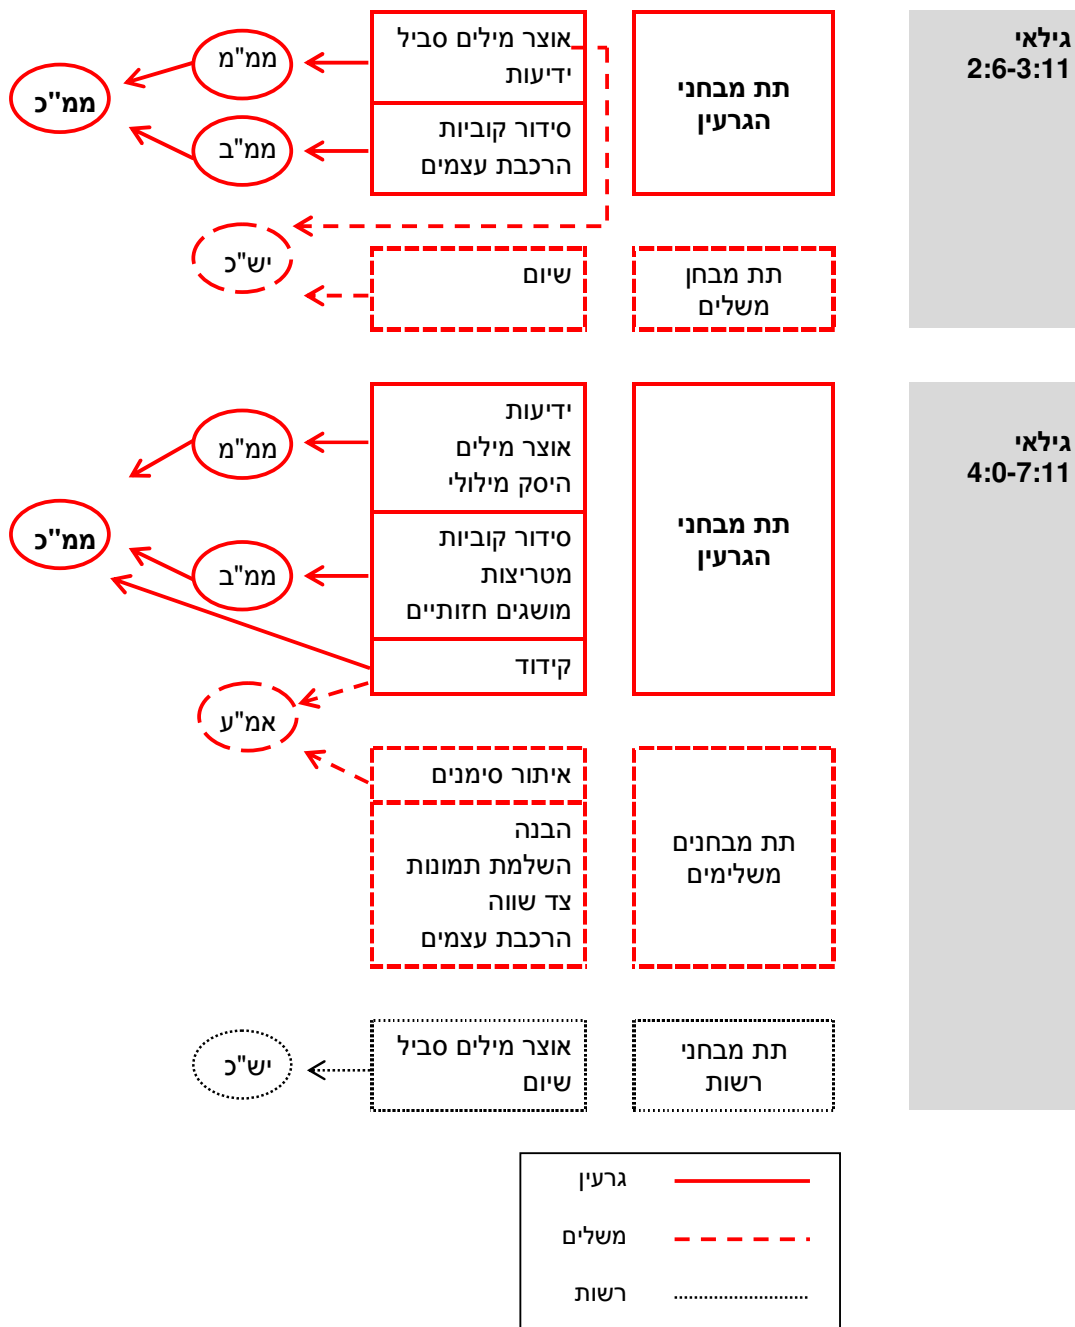 גילאי
2:6-3:11
תת מבחני
הגרעין
אוצר מילים סביל
ידיעות
סידור קוביות
הרכבת עצמים
ממ"מ
ממ"ב
ממ"כ
תת מבחן
משלים
שיום
יש"כ
גילאי
4:0-7:11
תת מבחני
הגרעין
ידיעות
אוצר מילים
היסק מילולי
סידור קוביות
מטריצות
מושגים חזותיים
קידוד
ממ"מ
ממ"ב
ממ"כ
אמ"ע
תת מבחנים
משלימים
איתור סימנים
הבנה
השלמת תמונות
צד שווה
הרכבת עצמים
תת מבחני
רשות
אוצר מילים סביל
שיום
יש"כ
גרעין
משלים
רשות